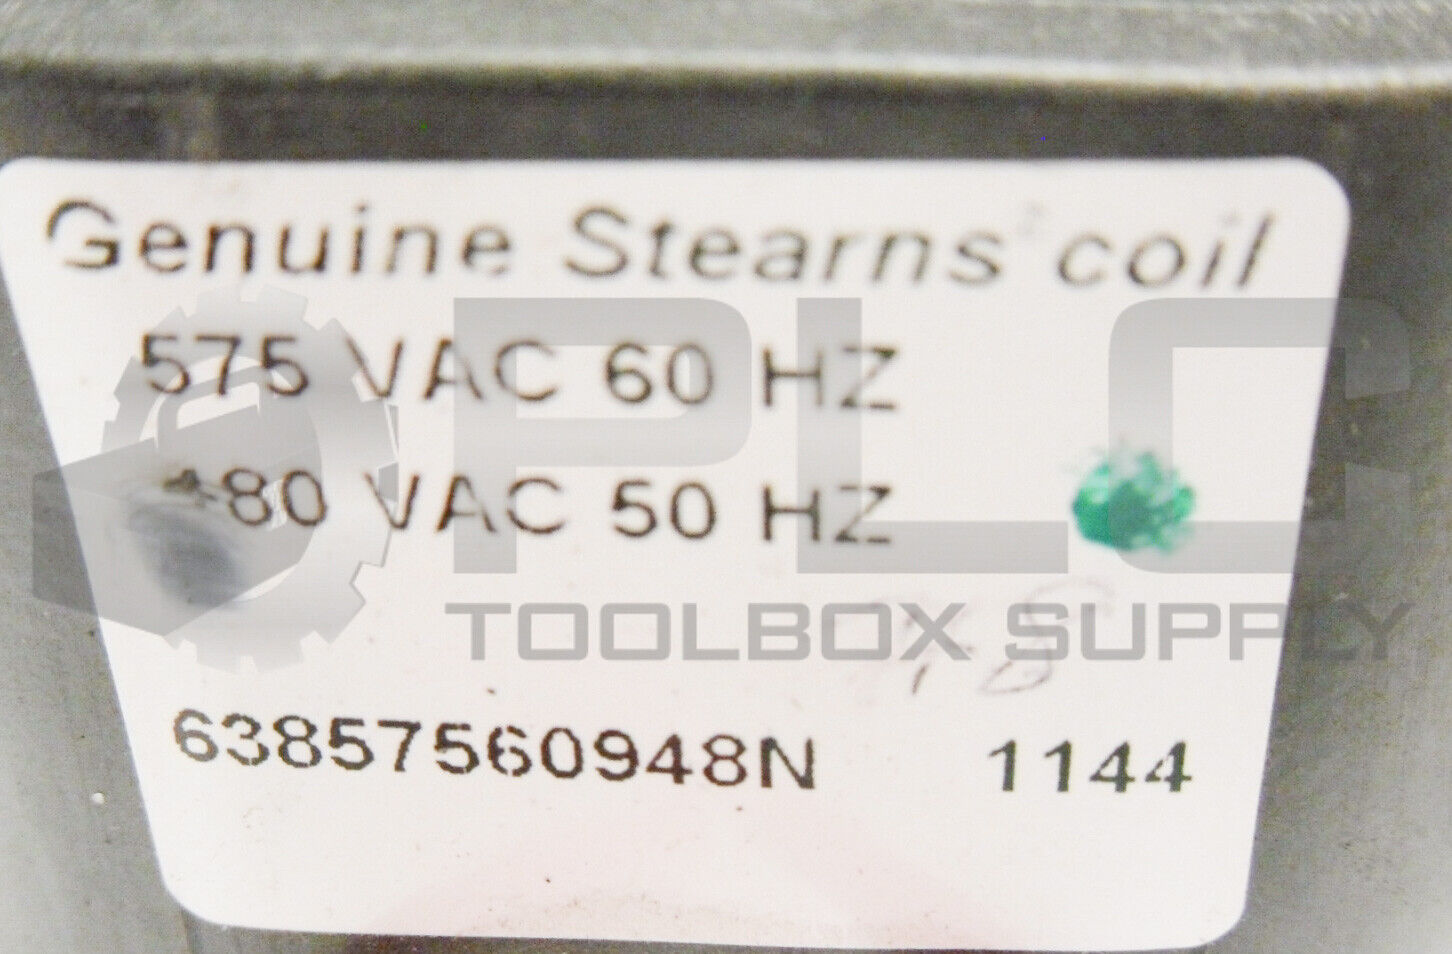 Genuine Stearns coil
575 VAC 60 HZ
480 VAC 50 HZ
PLC
TOOLBOX SUPPLY
63857560948N 1144